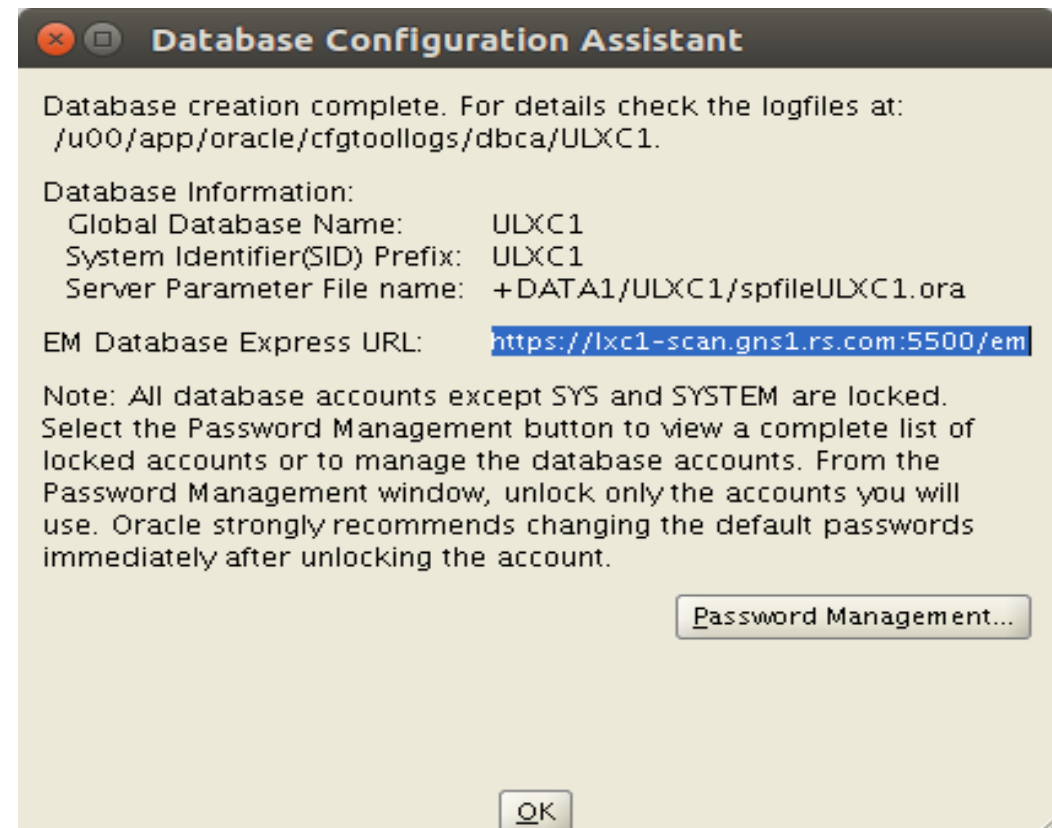 Database Configuration Assistant
Database creation complete. For details check the logfiles at:
/u00/app/oracle/cfgtoollogs/dbca/ULXC1.
Database Information:
Global Database Name: ULXC1
System Identifier(SID) Prefix: ULXC1
Server Parameter File name: +DATA1/ULXC1/spfileULXC1.ora
EM Database Express URL: https://lxc1-scan.gns1.rs.com:5500/em
Note: All database accounts except SYS and SYSTEM are locked.
Select the Password Management button to view a complete list of
locked accounts or to manage the database accounts. From the
Password Management window, unlock only the accounts you will
use. Oracle strongly recommends changing the default passwords
immediately after unlocking the account.
Password Management...
OK